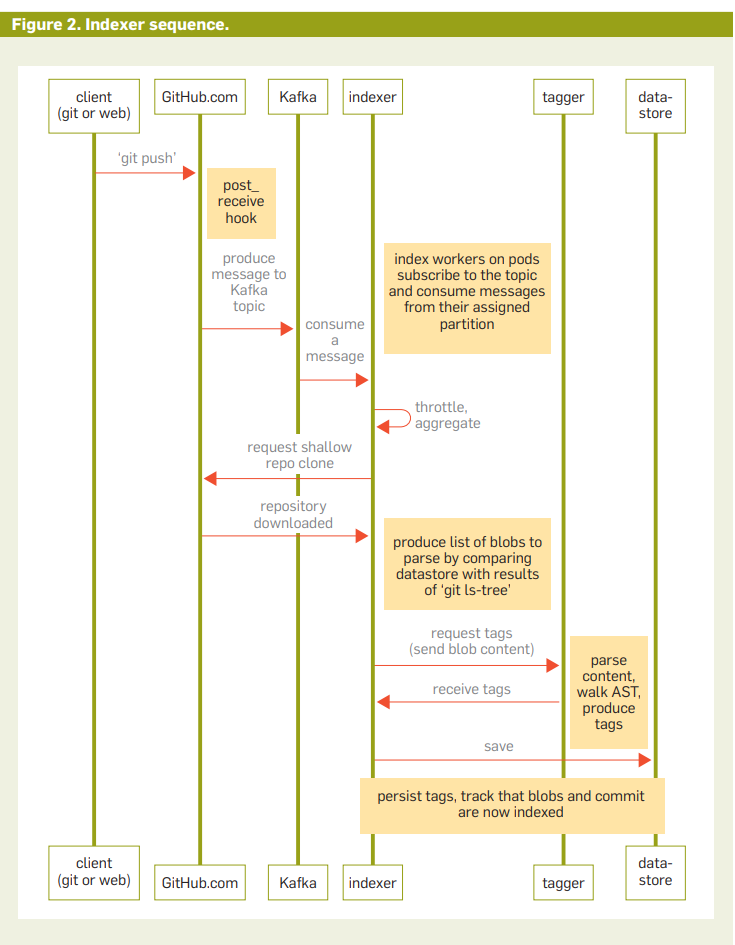 Figure 2. Indexer sequence.
client
(git or web)
GitHub.com
Kafka
indexer
tagger
data-
store
‘git push’
post_
receive
hook
produce
message to
Kafka
topic
index workers on pods
subscribe to the topic
and consume messages
from their assigned
partition
consume
a
message
throttle,
aggregate
request shallow
repo clone
repository
downloaded
produce list of blobs to
parse by comparing
datastore with results
of ‘git ls-tree’
request tags
(send blob content)
parse
content,
walk AST,
produce
tags
receive tags
save
persist tags, track that blobs and commit
are now indexed
client
(git or web)
GitHub.com
Kafka
indexer
tagger
data-
store